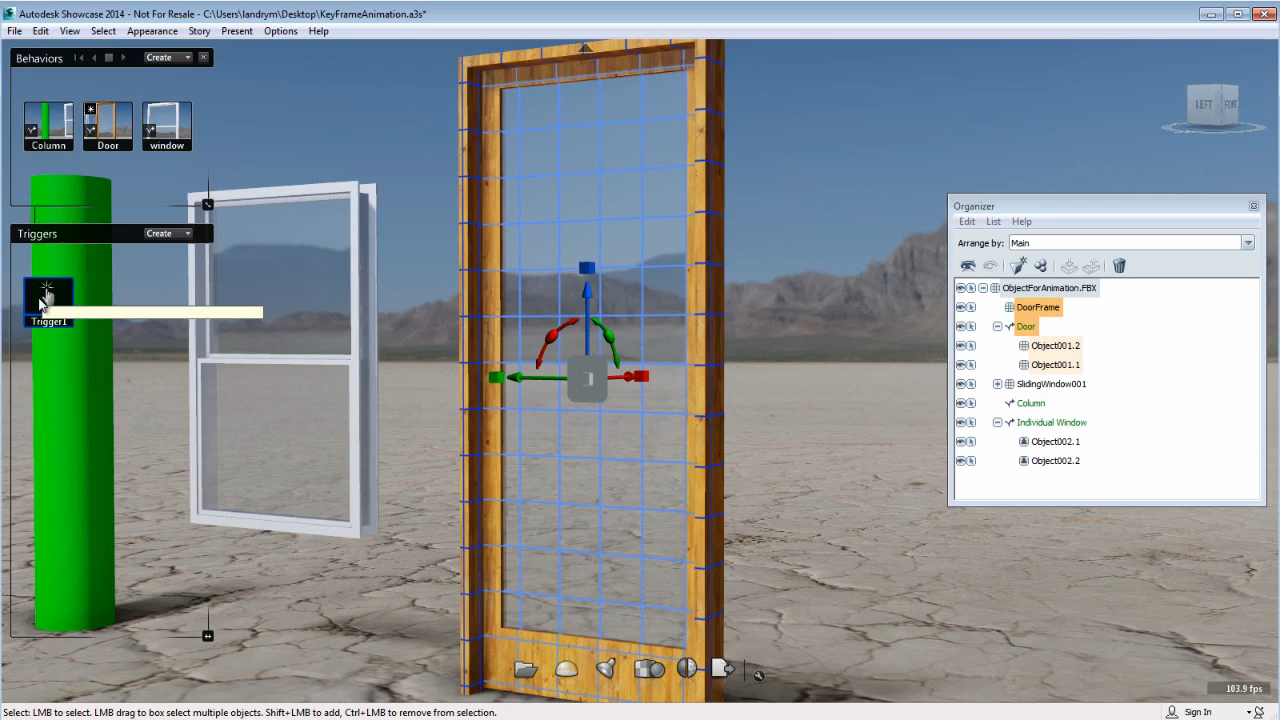 Autodesk Showcase 2014 - Not For Resale - C:\Users\landrym\Desktop\KeyFrameAnimation.a3s*
File Edit View Select Appearance Story Present Options Help
Behaviors Create
Column Door window
Triggers Create
Trigger1
LEFT FRONT
Organizer
Edit List Help
Arrange by: Main
ObjectForAnimation.FBX
DoorFrame
Door
Object001.2
Object001.1
SlidingWindow001
Column
Individual Window
Object002.1
Object002.2
103.9 fps
Select: LMB to select. LMB drag to box select multiple objects. Shift+LMB to add, Ctrl+LMB to remove from selection.
Sign In